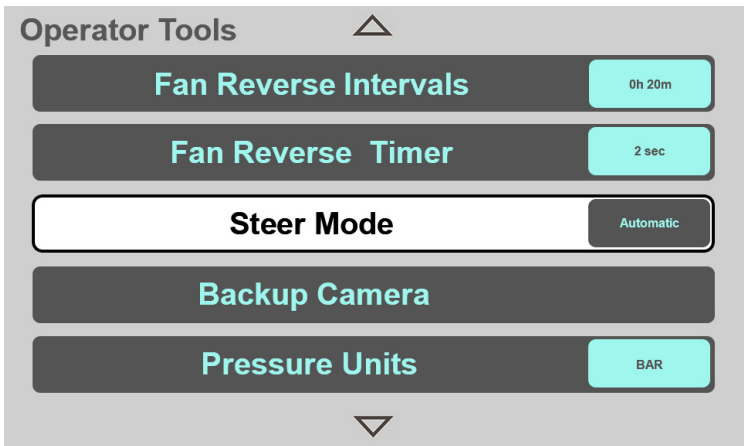 Operator Tools
Fan Reverse Intervals 0h 20m
Fan Reverse Timer 2 sec
Steer Mode Automatic
Backup Camera
Pressure Units BAR